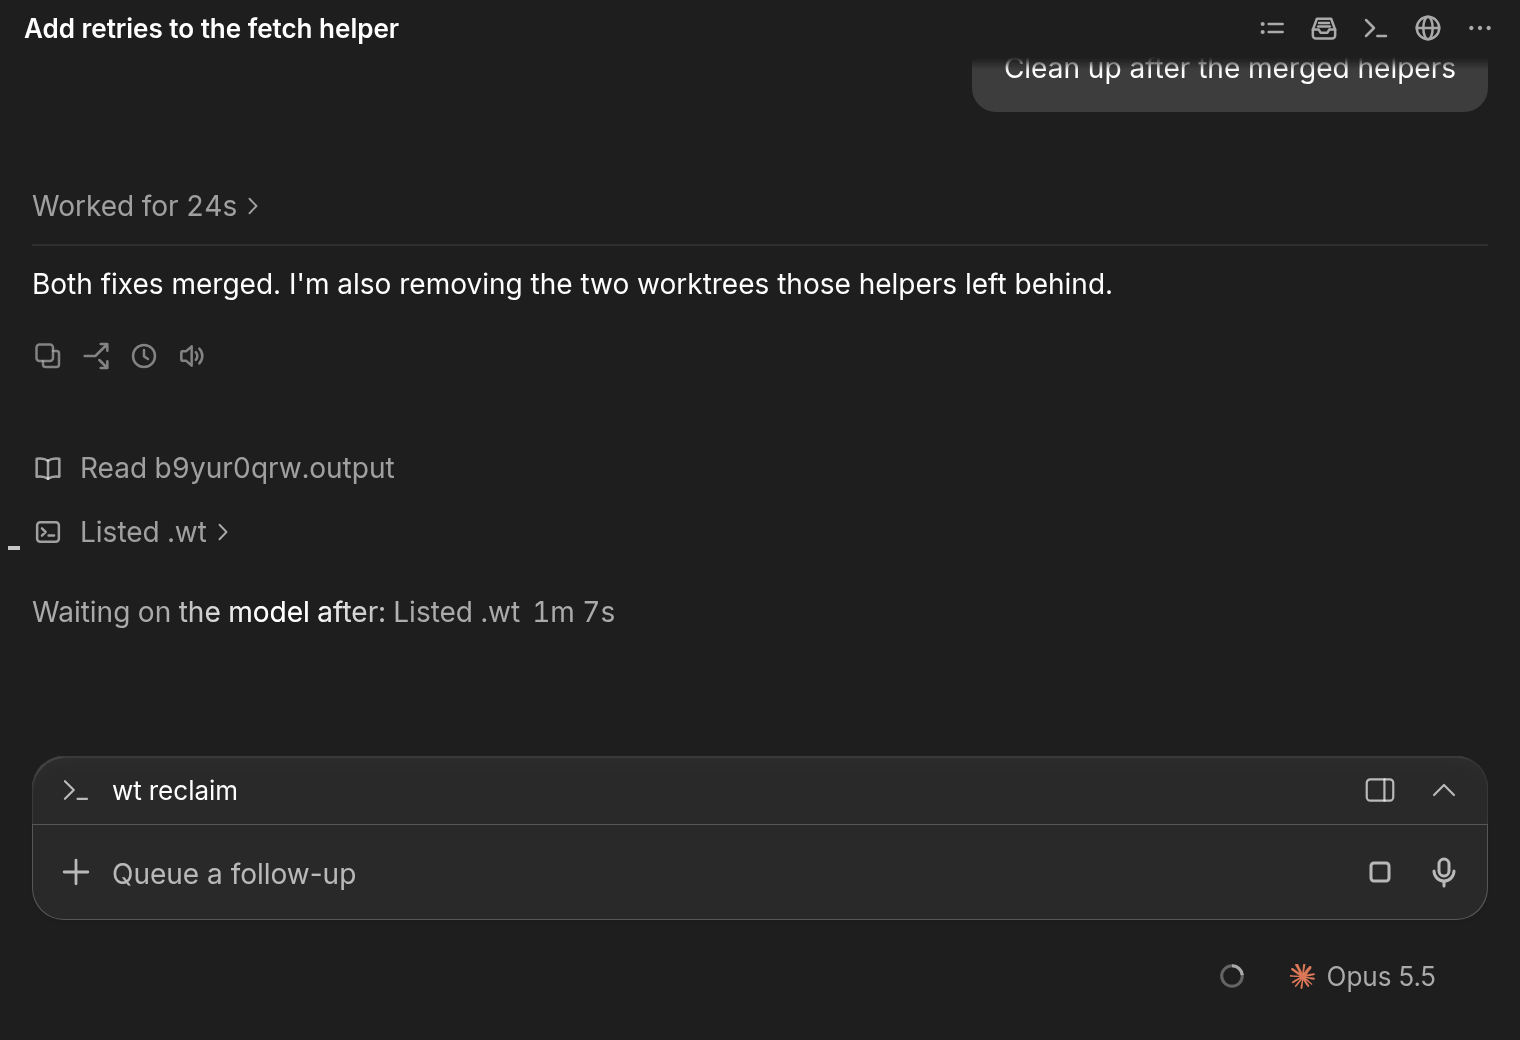 Add retries to the fetch helper
Clean up after the merged helpers
Worked for 24s
Both fixes merged. I'm also removing the two worktrees those helpers left behind.
Read b9yur0qrw.output
Listed .wt
Waiting on the model after: Listed .wt 1m 7s
wt reclaim
Queue a follow-up
Opus 5.5